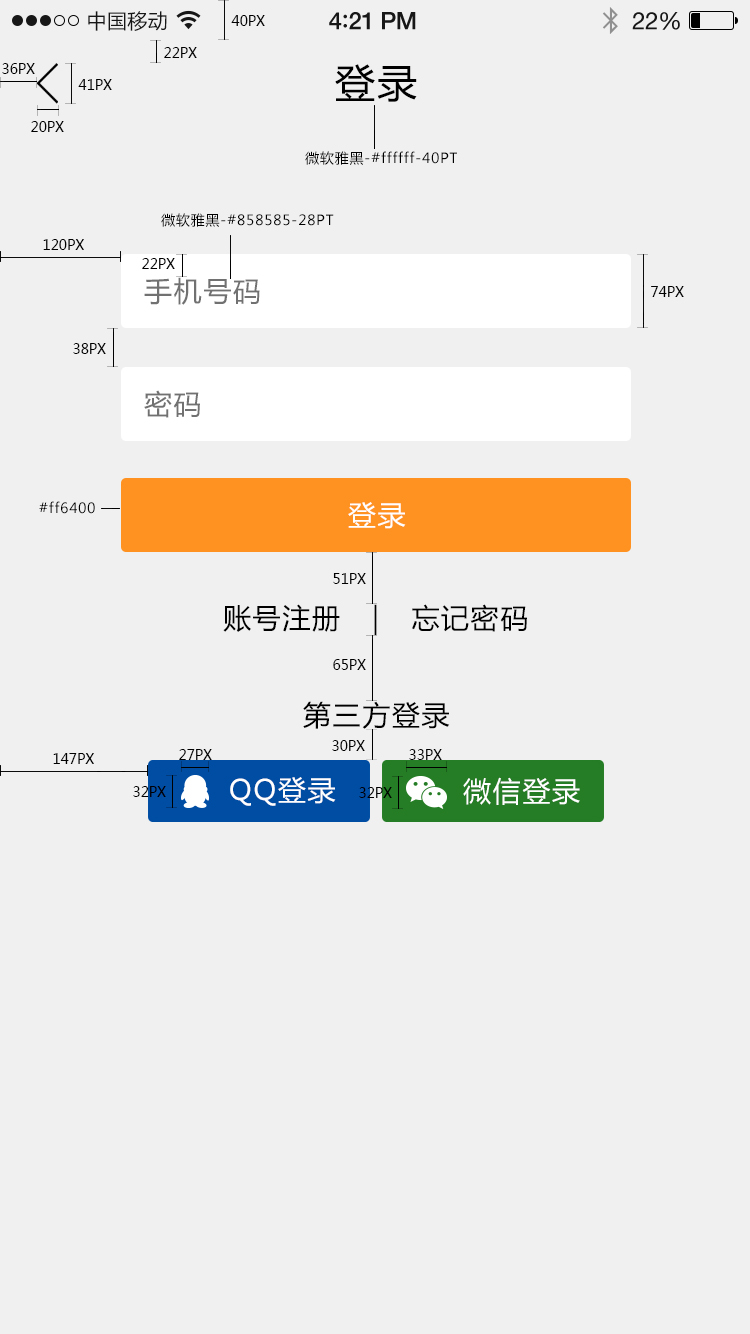 中国移动 40PX 4:21 PM 22%
22PX
36PX 登录
41PX
20PX
微软雅黑-#ffffff-40PT
微软雅黑-#858585-28PT
120PX
22PX
手机号码 74PX
38PX
密码
#ff6400 登录
51PX
账号注册 | 忘记密码
65PX
第三方登录
30PX
147PX 27PX 33PX
32PX QQ登录 32PX 微信登录